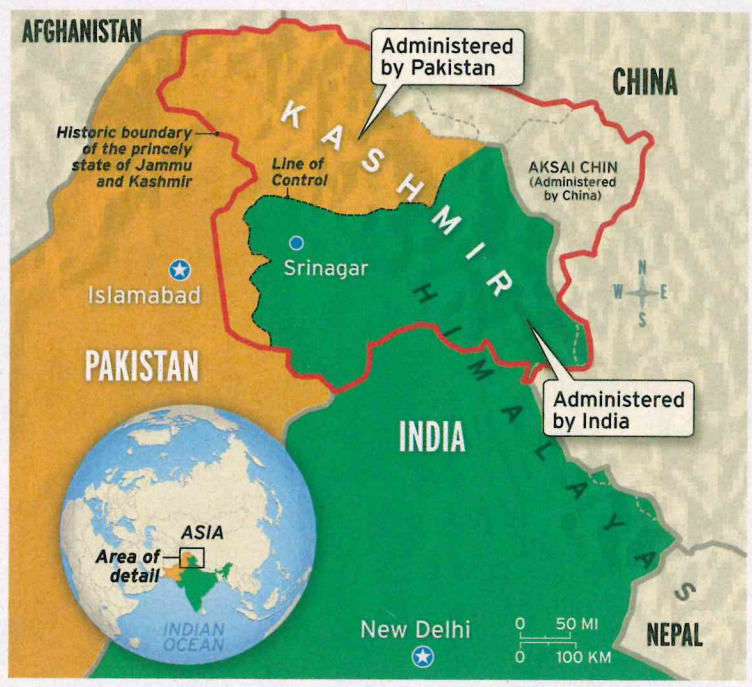 AFGHANISTAN
Administered
by Pakistan
CHINA
KASHMIR
Historic boundary
of the princely
state of Jammu
and Kashmir
Line of
Control
AKSAI CHIN
(Administered
by China)
N
W E
S
Srinagar
Islamabad
HIMALAYAS
PAKISTAN
Administered
by India
INDIA
ASIA
Area of
detail
INDIAN
OCEAN
New Delhi
0 50 MI
0 100 KM
NEPAL